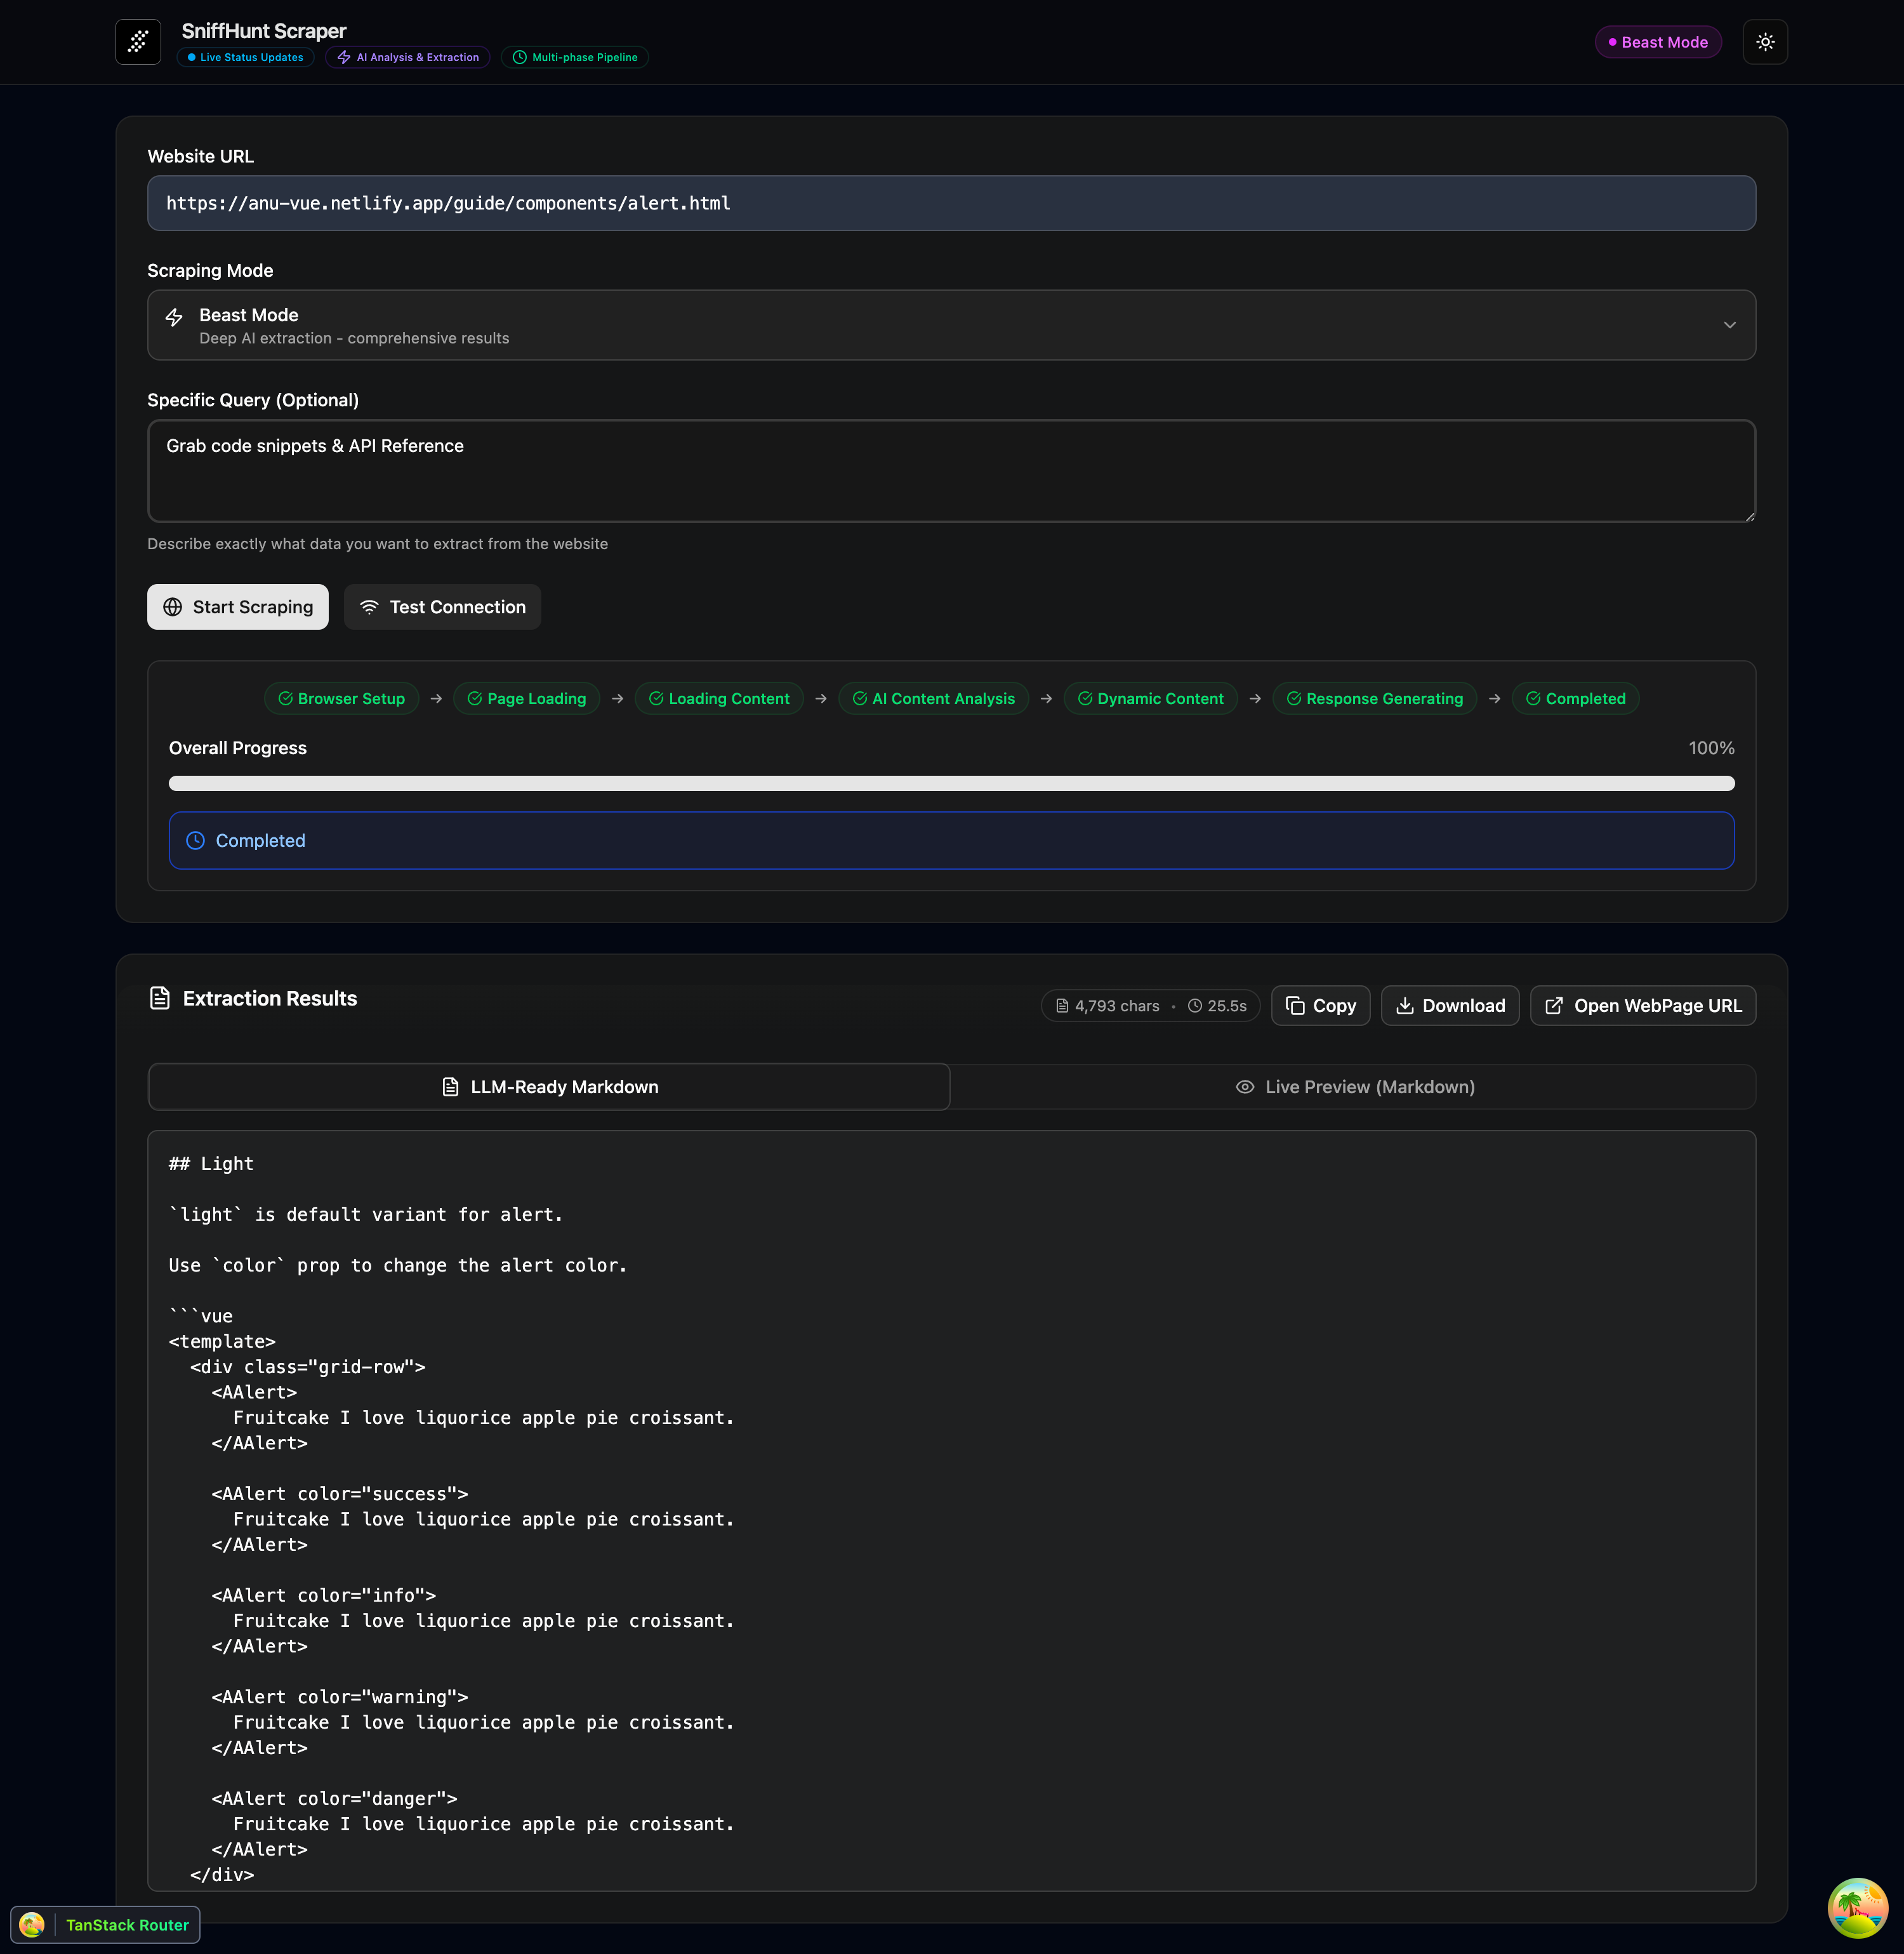 SniffHunt Scraper
Live Status Updates
AI Analysis & Extraction
Multi-phase Pipeline
Beast Mode
Website URL
https://anu-vue.netlify.app/guide/components/alert.html
Scraping Mode
Beast Mode
Deep AI extraction - comprehensive results
Specific Query (Optional)
Grab code snippets & API Reference
Describe exactly what data you want to extract from the website
Start Scraping
Test Connection
Browser Setup → Page Loading → Loading Content → AI Content Analysis → Dynamic Content → Response Generating → Completed
Overall Progress
100%
Completed
Extraction Results
4,793 chars • 25.5s
Copy
Download
Open WebPage URL
LLM-Ready Markdown
Live Preview (Markdown)
## Light
`light` is default variant for alert.
Use `color` prop to change the alert color.
```vue
<template>
  <div class="grid-row">
    <AAlert>
      Fruitcake I love liquorice apple pie croissant.
    </AAlert>
    <AAlert color="success">
      Fruitcake I love liquorice apple pie croissant.
    </AAlert>
    <AAlert color="info">
      Fruitcake I love liquorice apple pie croissant.
    </AAlert>
    <AAlert color="warning">
      Fruitcake I love liquorice apple pie croissant.
    </AAlert>
    <AAlert color="danger">
      Fruitcake I love liquorice apple pie croissant.
    </AAlert>
  </div>
TanStack Router